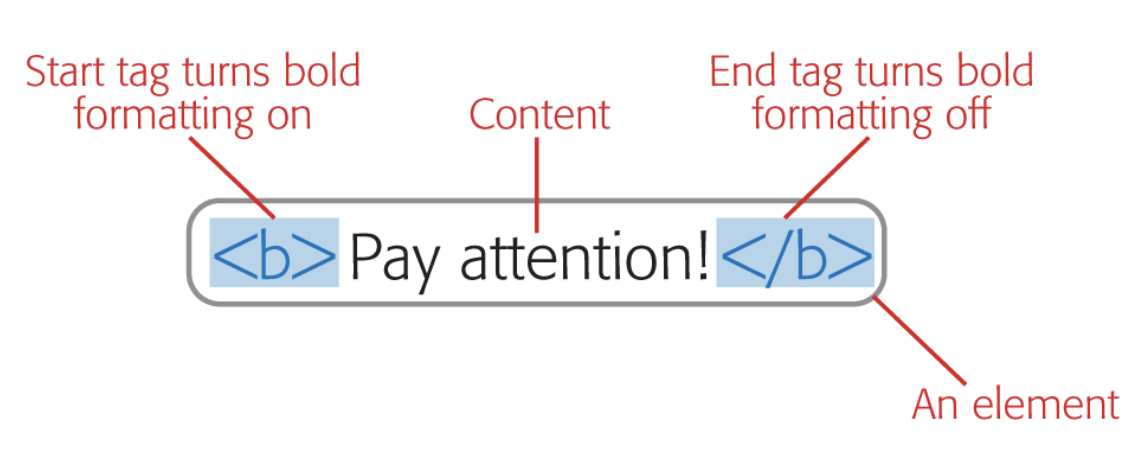 Start tag turns bold
formatting on
Content
End tag turns bold
formatting off
<b> Pay attention! </b>
An element